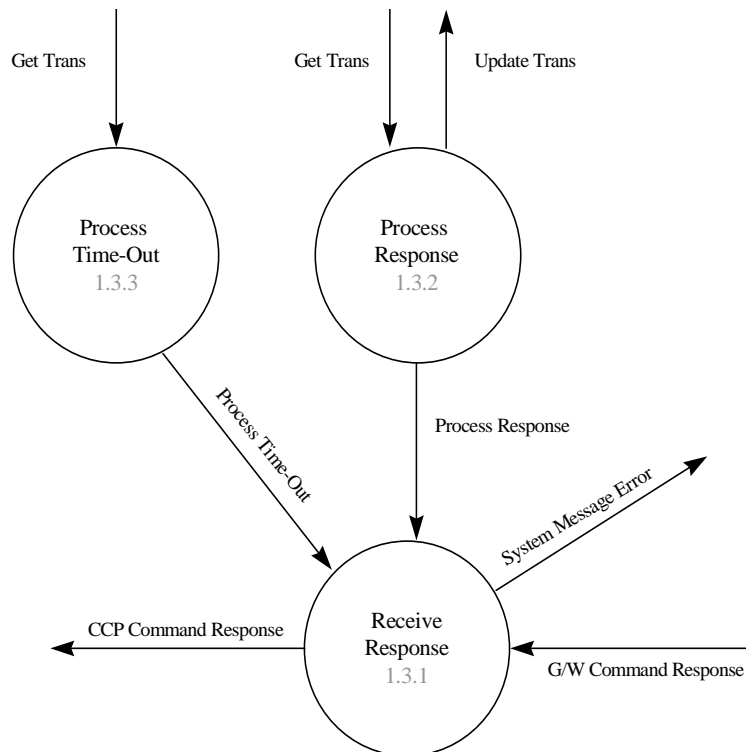 Get Trans
Get Trans
Update Trans
Process
Time-Out
1.3.3
Process
Response
1.3.2
Process Time-Out
Process Response
System Message Error
CCP Command Response
Receive
Response
1.3.1
G/W Command Response